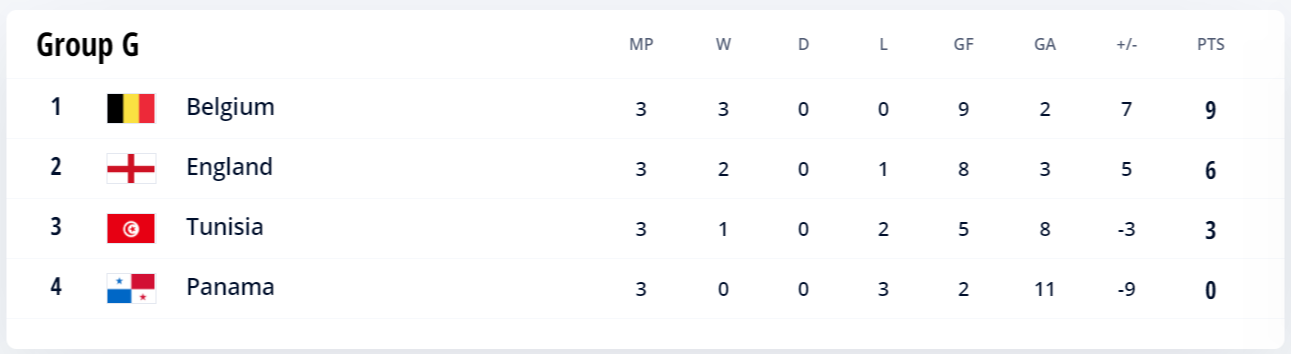 Group G MP W D L GF GA +/- PTS
1 Belgium 3 3 0 0 9 2 7 9
2 England 3 2 0 1 8 3 5 6
3 Tunisia 3 1 0 2 5 8 -3 3
4 Panama 3 0 0 3 2 11 -9 0